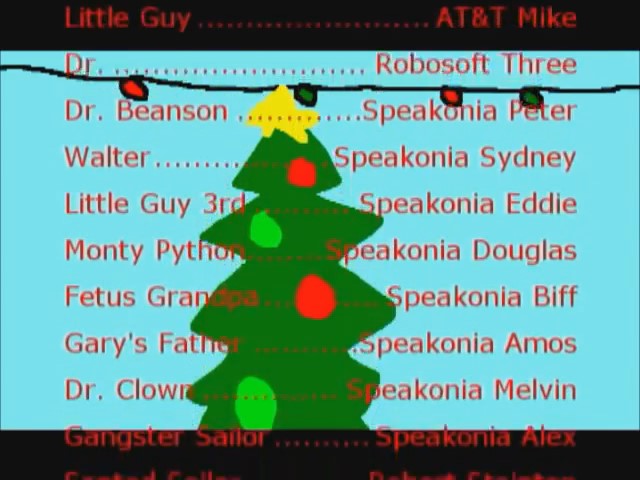 Little Guy ........................ AT&T Mike
Dr. .......................... Robosoft Three
Dr. Beanson .............Speakonia Peter
Walter..................Speakonia Sydney
Little Guy 3rd............ Speakonia Eddie
Monty Python.........Speakonia Douglas
Fetus Grandpa ............. Speakonia Biff
Gary's Father ............Speakonia Amos
Dr. Clown.............. Speakonia Melvin
Gangster Sailor.......... Speakonia Alex
Sailor Robert